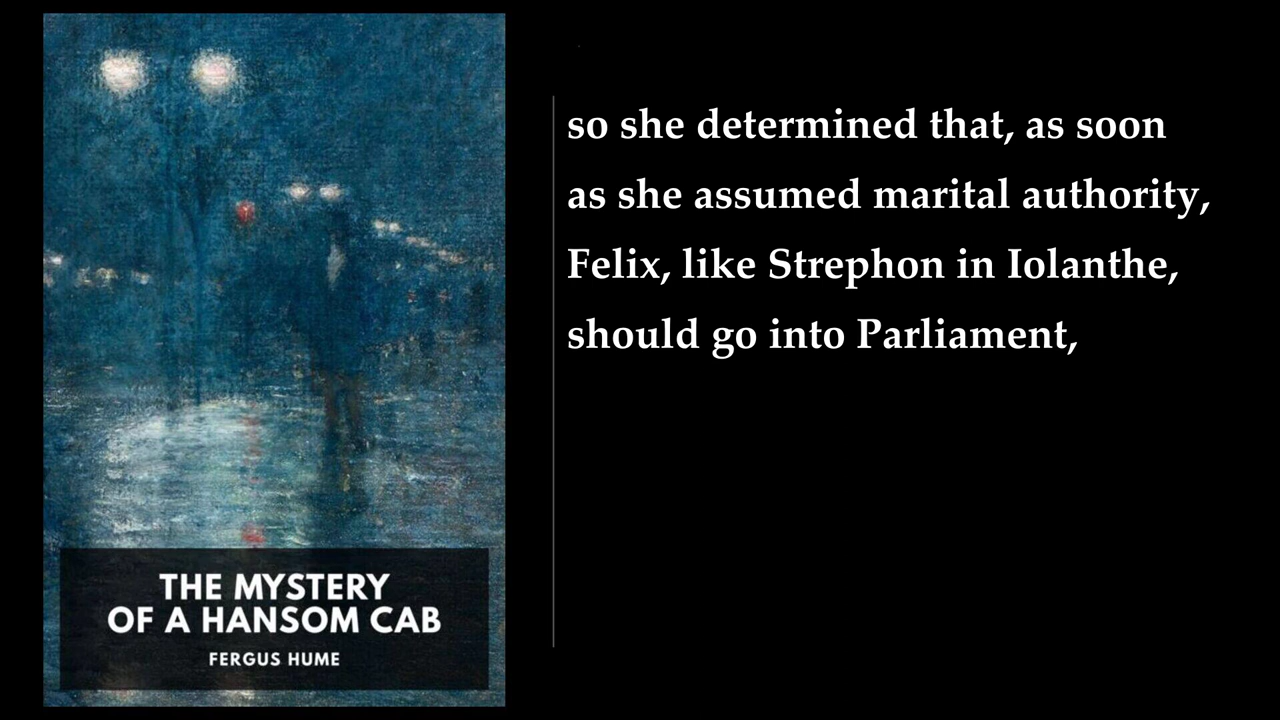 so she determined that, as soon
as she assumed marital authority,
Felix, like Strephon in Iolanthe,
should go into Parliament,
THE MYSTERY
OF A HANSOM CAB
FERGUS HUME